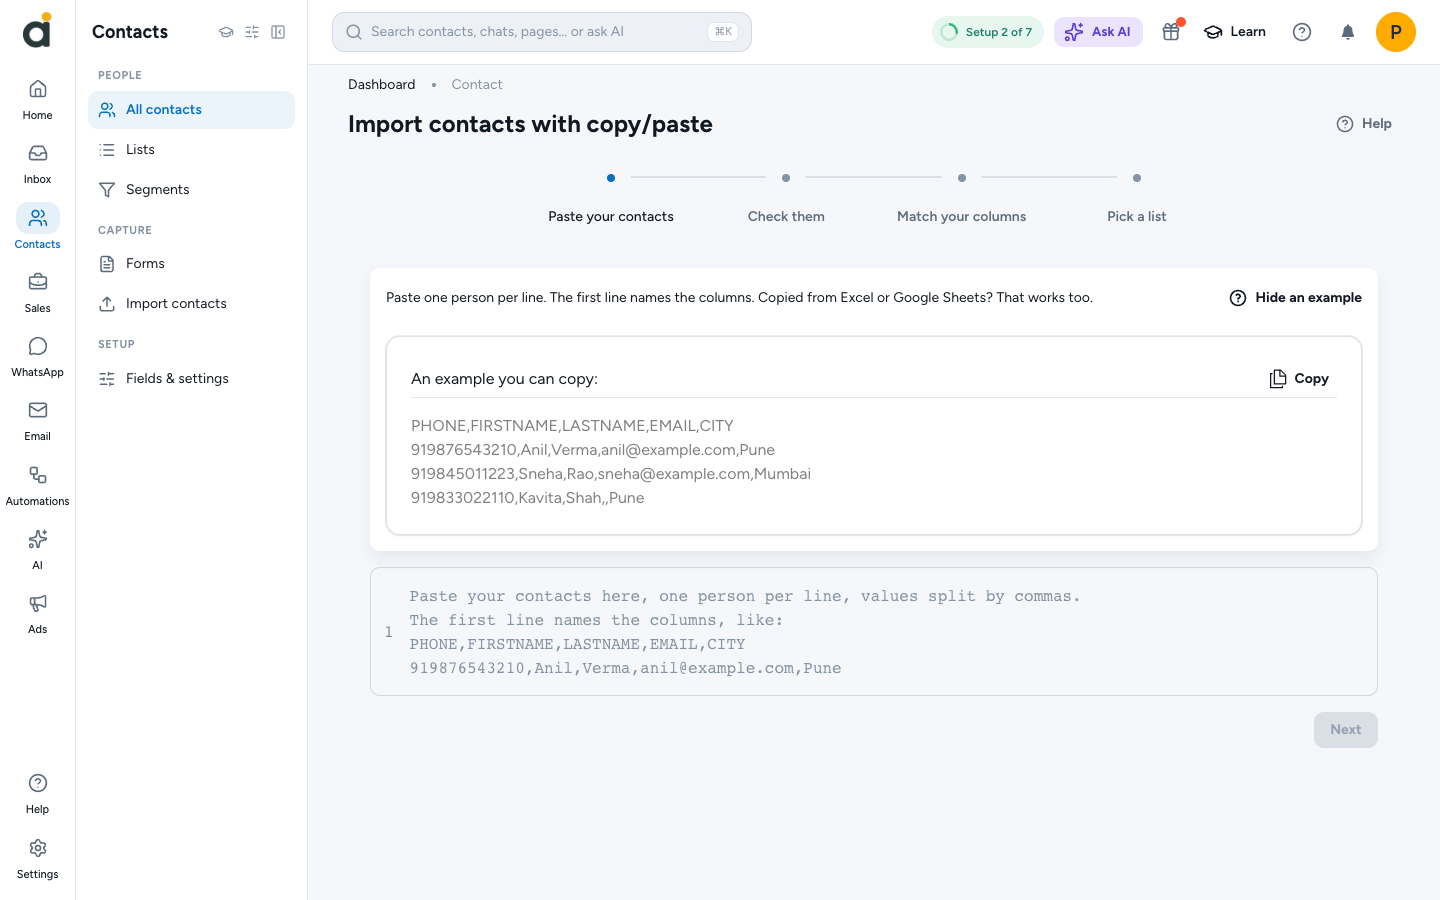 Contacts
Search contacts, chats, pages... or ask AI
⌘K
Setup 2 of 7
Ask AI
Learn
P
Home
Inbox
Contacts
Sales
WhatsApp
Email
Automations
AI
Ads
Help
Settings
PEOPLE
All contacts
Lists
Segments
CAPTURE
Forms
Import contacts
SETUP
Fields & settings
Dashboard • Contact
Import contacts with copy/paste
Help
Paste your contacts
Check them
Match your columns
Pick a list
Paste one person per line. The first line names the columns. Copied from Excel or Google Sheets? That works too.
Hide an example
An example you can copy:
Copy
PHONE,FIRSTNAME,LASTNAME,EMAIL,CITY
919876543210,Anil,Verma,anil@example.com,Pune
919845011223,Sneha,Rao,sneha@example.com,Mumbai
919833022110,Kavita,Shah,,Pune
1
Paste your contacts here, one person per line, values split by commas.
The first line names the columns, like:
PHONE,FIRSTNAME,LASTNAME,EMAIL,CITY
919876543210,Anil,Verma,anil@example.com,Pune
Next